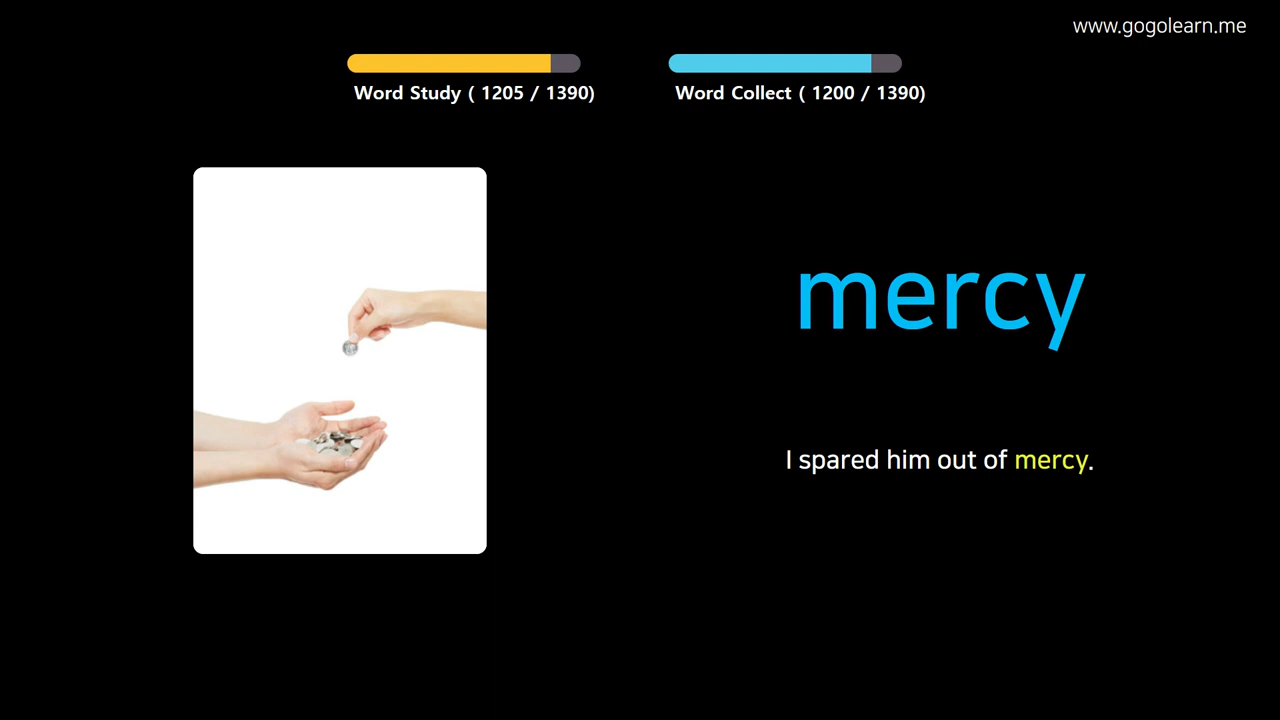 www.gogolearn.me
Word Study ( 1205 / 1390)
Word Collect ( 1200 / 1390)
mercy
I spared him out of mercy.